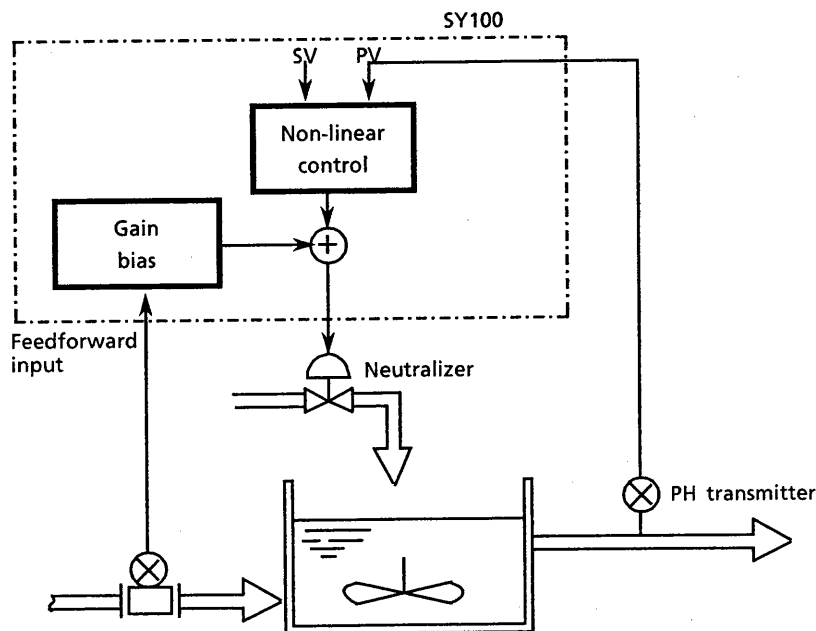 SY100
SV PV
Non-linear
control
Gain
bias
+
Feedforward
input
Neutralizer
PH transmitter